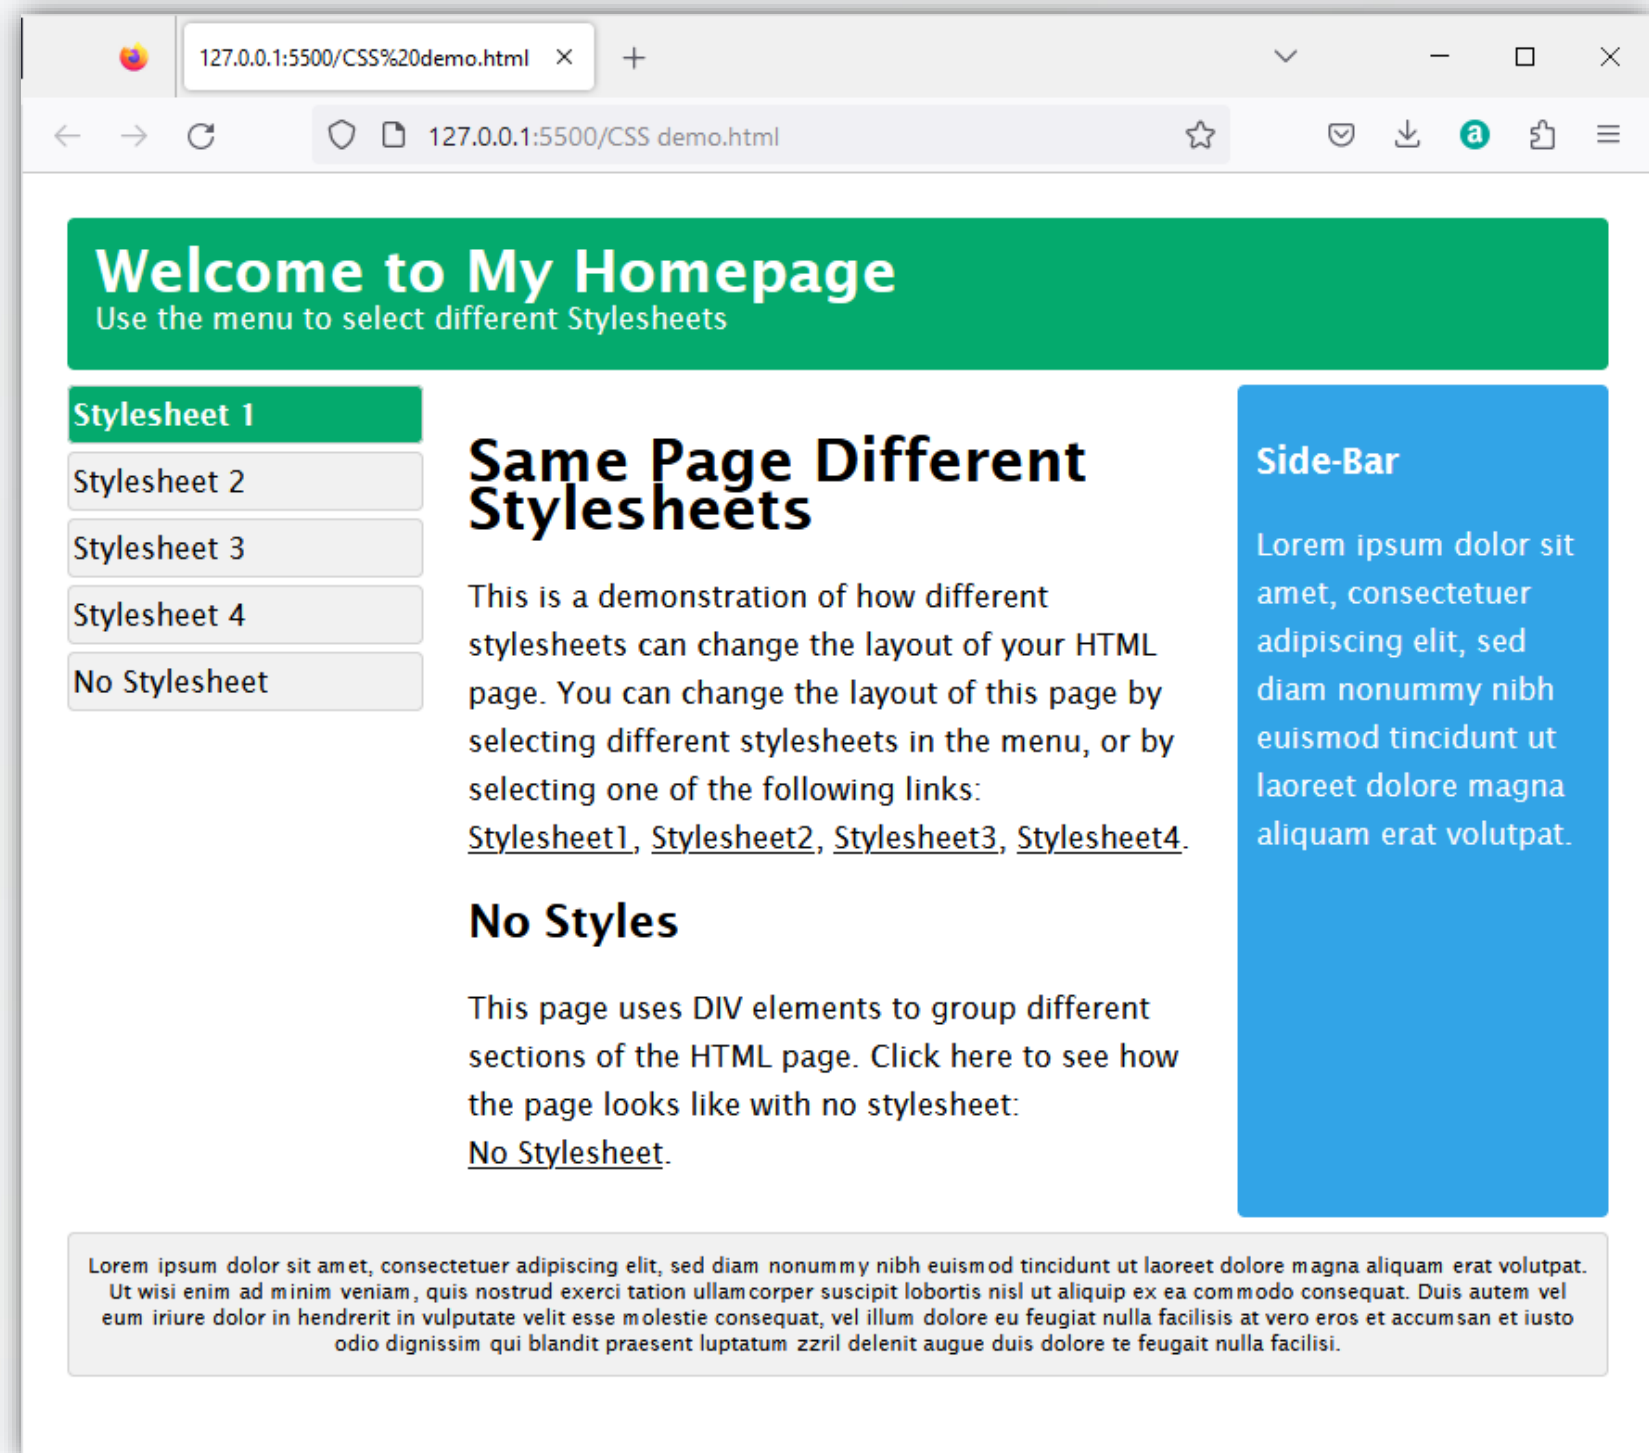 127.0.0.1:5500/CSS%20demo.html
127.0.0.1:5500/CSS demo.html
a
Welcome to My Homepage
Use the menu to select different Stylesheets
Stylesheet 1
Stylesheet 2
Stylesheet 3
Stylesheet 4
No Stylesheet
Same Page Different
Stylesheets
This is a demonstration of how different
stylesheets can change the layout of your HTML
page. You can change the layout of this page by
selecting different stylesheets in the menu, or by
selecting one of the following links:
Stylesheet1, Stylesheet2, Stylesheet3, Stylesheet4.
No Styles
This page uses DIV elements to group different
sections of the HTML page. Click here to see how
the page looks like with no stylesheet:
No Stylesheet.
Side-Bar
Lorem ipsum dolor sit
amet, consectetuer
adipiscing elit, sed
diam nonummy nibh
euismod tincidunt ut
laoreet dolore magna
aliquam erat volutpat.
Lorem ipsum dolor sit amet, consectetuer adipiscing elit, sed diam nonummy nibh euismod tincidunt ut laoreet dolore magna aliquam erat volutpat.
Ut wisi enim ad minim veniam, quis nostrud exerci tation ullamcorper suscipit lobortis nisl ut aliquip ex ea commodo consequat. Duis autem vel
eum iriure dolor in hendrerit in vulputate velit esse molestie consequat, vel illum dolore eu feugiat nulla facilisis at vero eros et accumsan et iusto
odio dignissim qui blandit praesent luptatum zzril delenit augue duis dolore te feugait nulla facilisi.